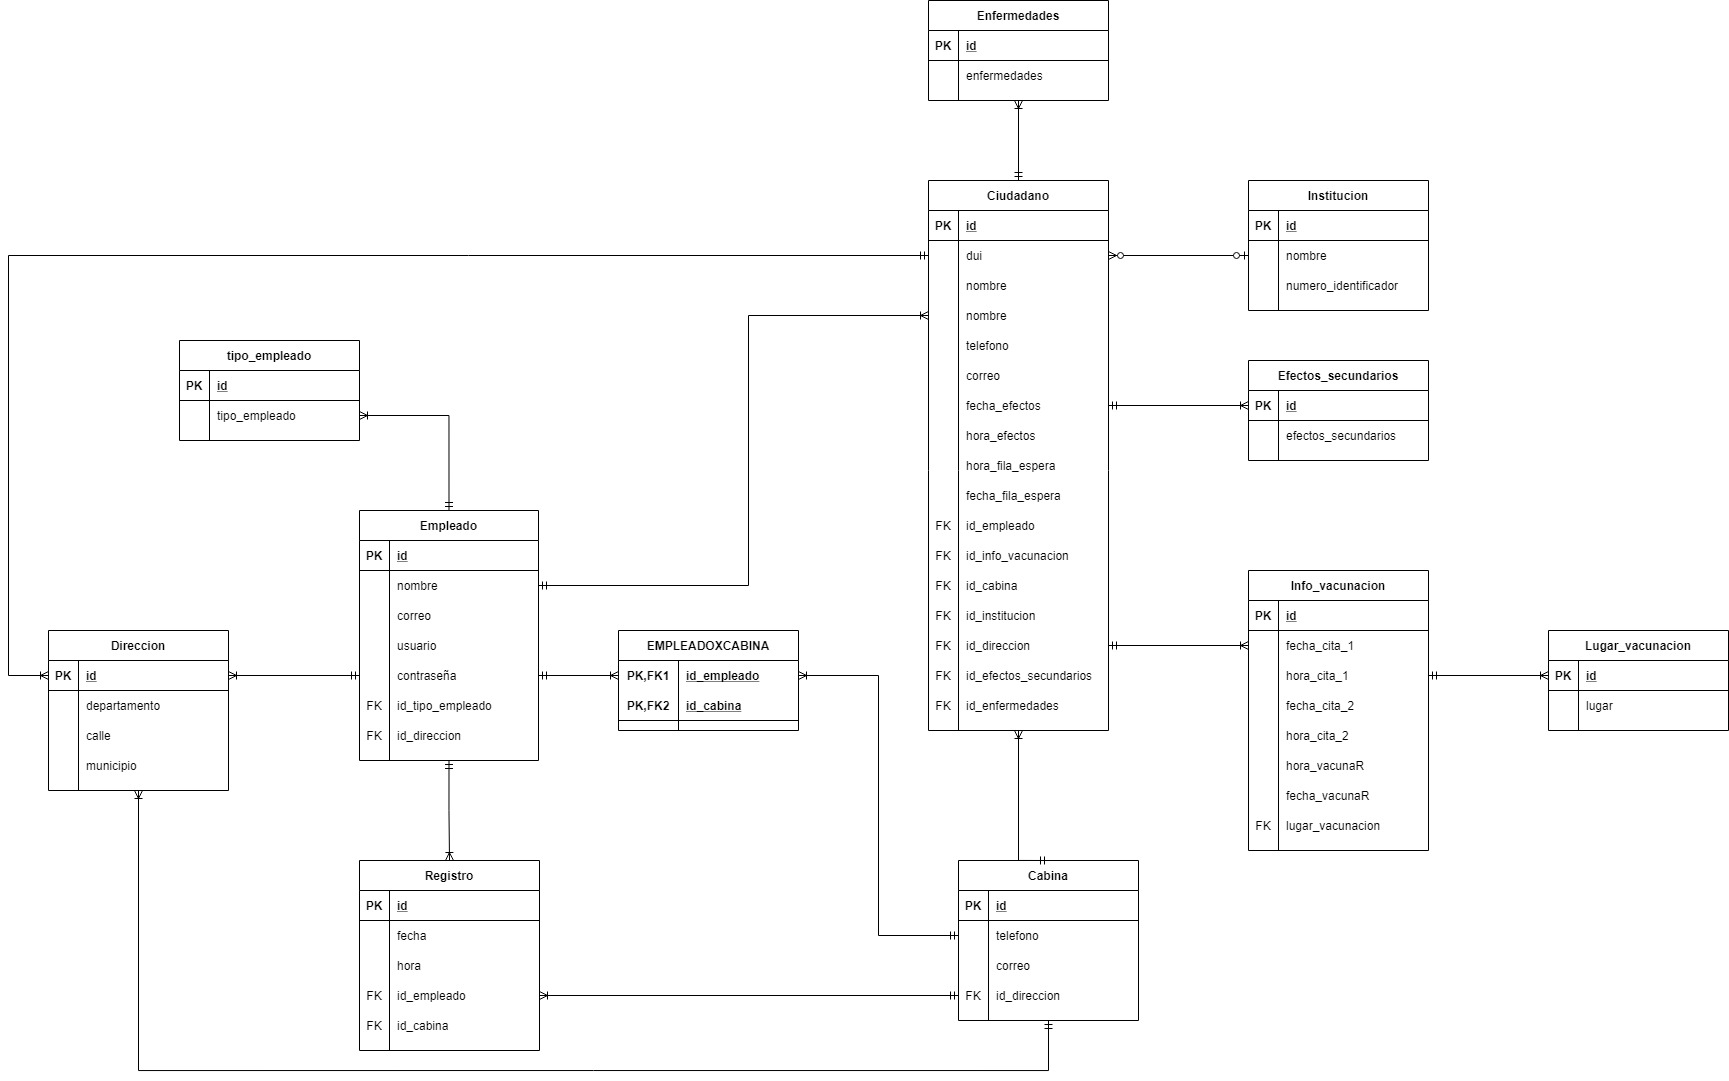 Enfermedades
PK id
enfermedades
Ciudadano
PK id
dui
nombre
nombre
telefono
correo
fecha_efectos
hora_efectos
hora_fila_espera
fecha_fila_espera
FK id_empleado
FK id_info_vacunacion
FK id_cabina
FK id_institucion
FK id_direccion
FK id_efectos_secundarios
FK id_enfermedades
Institucion
PK id
nombre
numero_identificador
tipo_empleado
PK id
tipo_empleado
Efectos_secundarios
PK id
efectos_secundarios
Empleado
PK id
nombre
correo
usuario
contraseña
FK id_tipo_empleado
FK id_direccion
Info_vacunacion
PK id
fecha_cita_1
hora_cita_1
fecha_cita_2
hora_cita_2
hora_vacunaR
fecha_vacunaR
FK lugar_vacunacion
Direccion
PK id
departamento
calle
municipio
EMPLEADOXCABINA
PK,FK1 id_empleado
PK,FK2 id_cabina
Lugar_vacunacion
PK id
lugar
Registro
PK id
fecha
hora
FK id_empleado
FK id_cabina
Cabina
PK id
telefono
correo
FK id_direccion